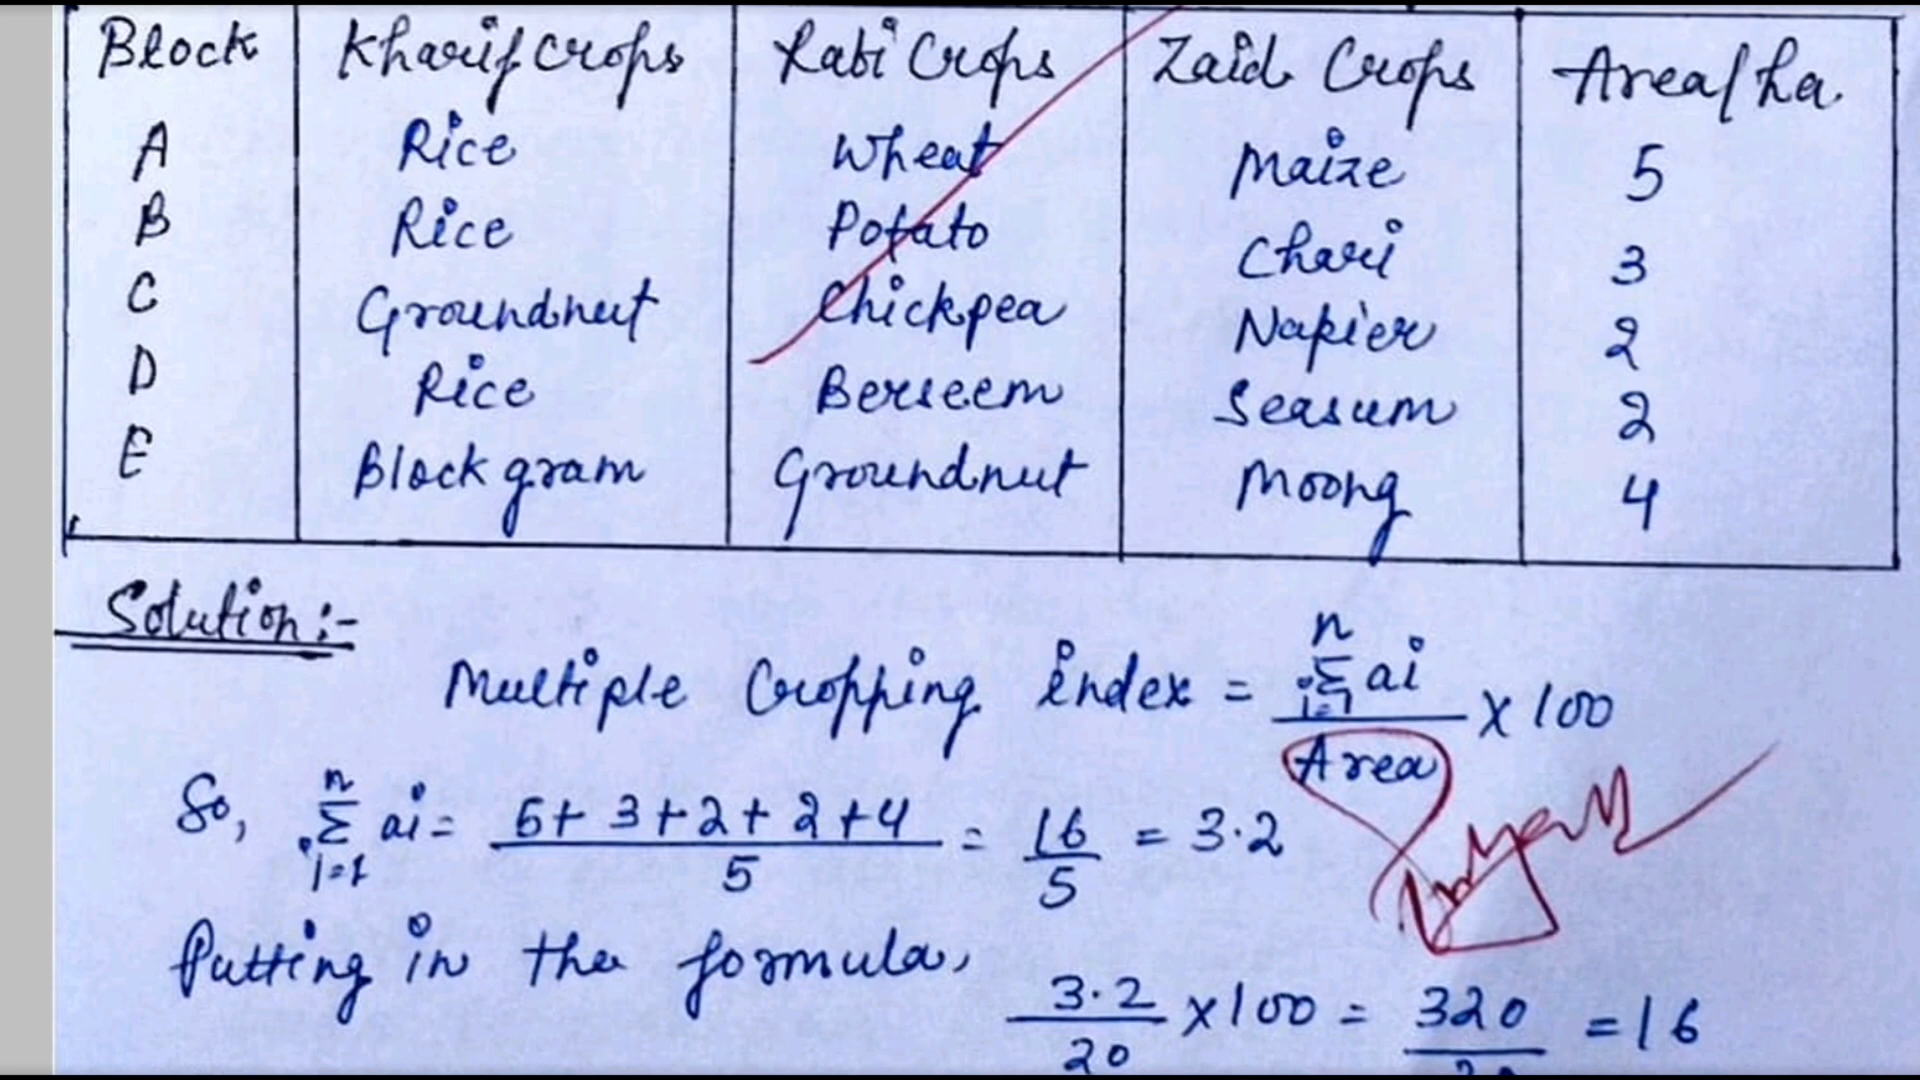 Block Kharif Crops Rabi Crops Zaid Crops Area/ha.
A Rice Wheat Maize 5
B Rice Potato Chari 3
C Groundnut Chickpea Napier 2
D Rice Berseem Seasum 2
E Black gram Groundnut Moong 4
Solution:-
Multiple Cropping index = n Σ i=1 ai / Area × 100
So, n Σ i=1 ai = 5+3+2+2+4 / 5 = 16 / 5 = 3.2
Putting in the formula,
3.2 / 20 × 100 = 320 / 20 = 16